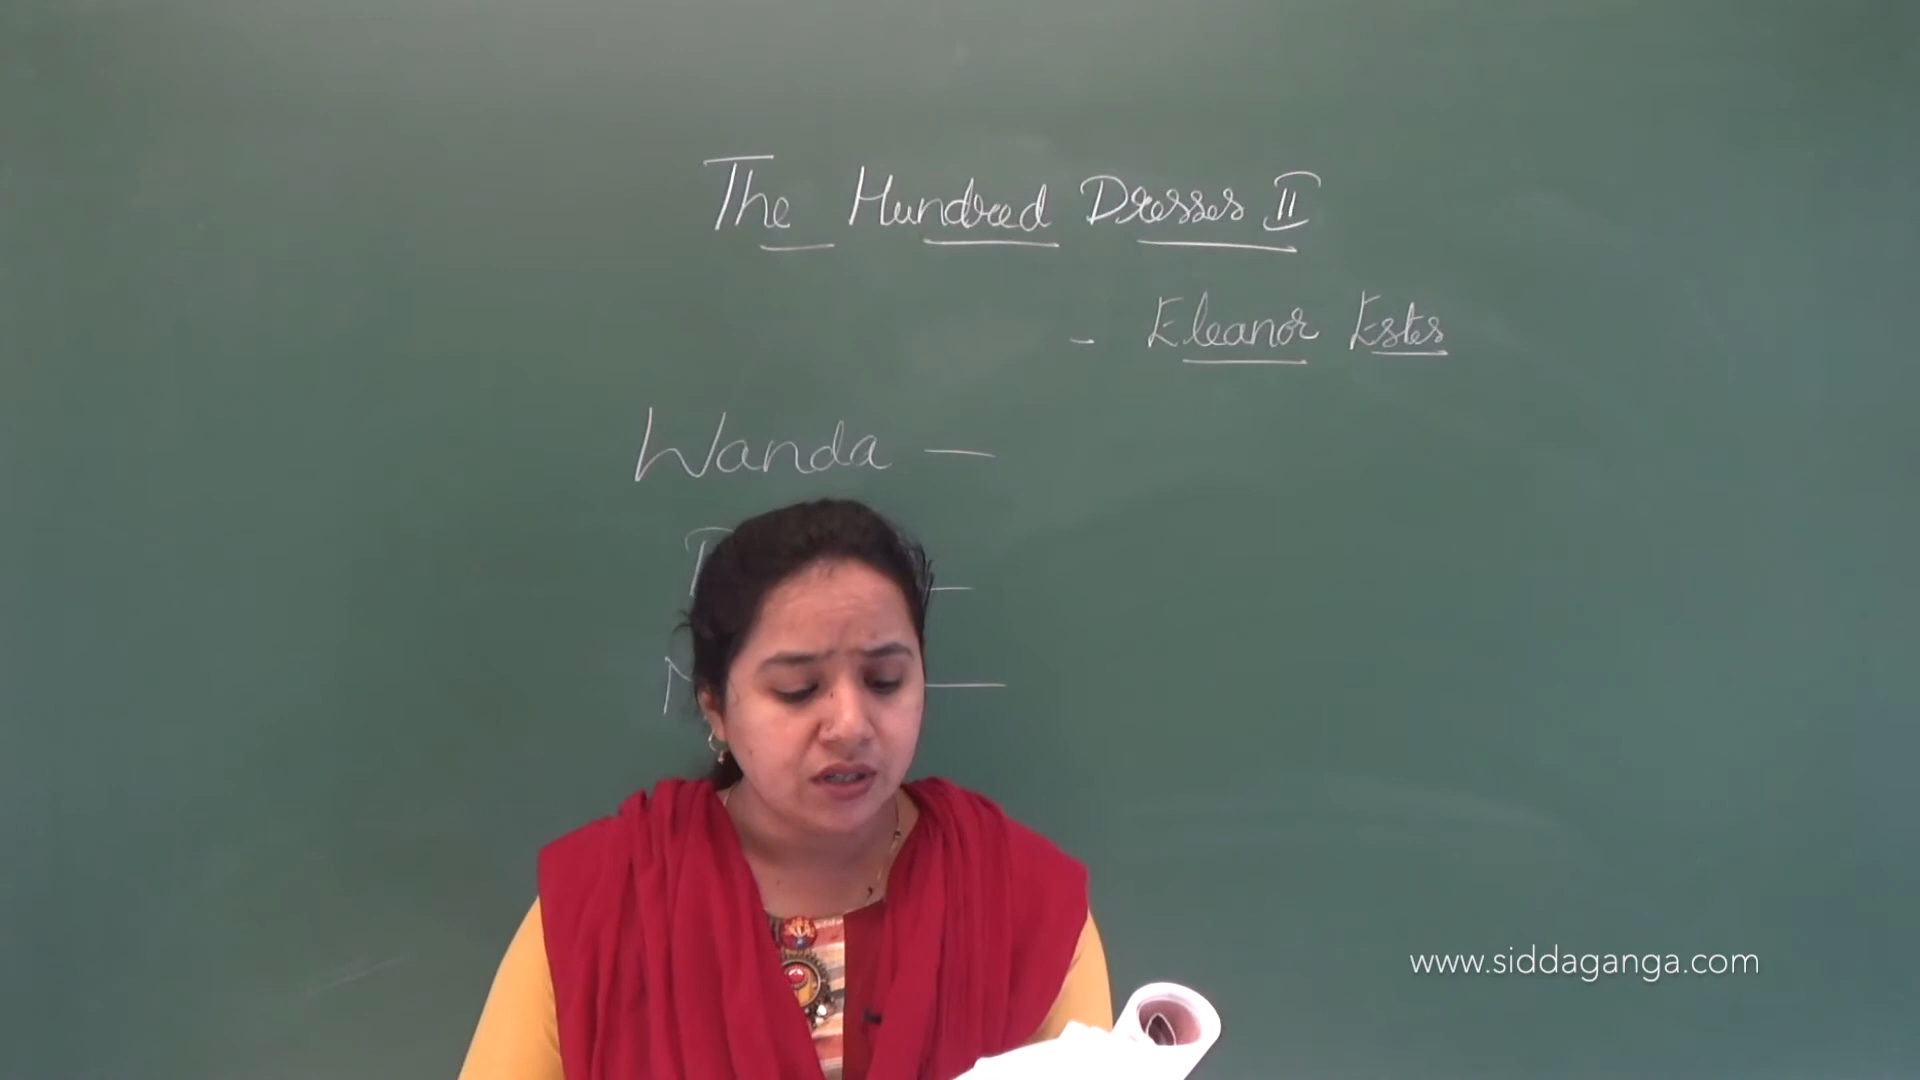 The Hundred Dresses II
- Eleanor Estes
Wanda —
www.siddaganga.com